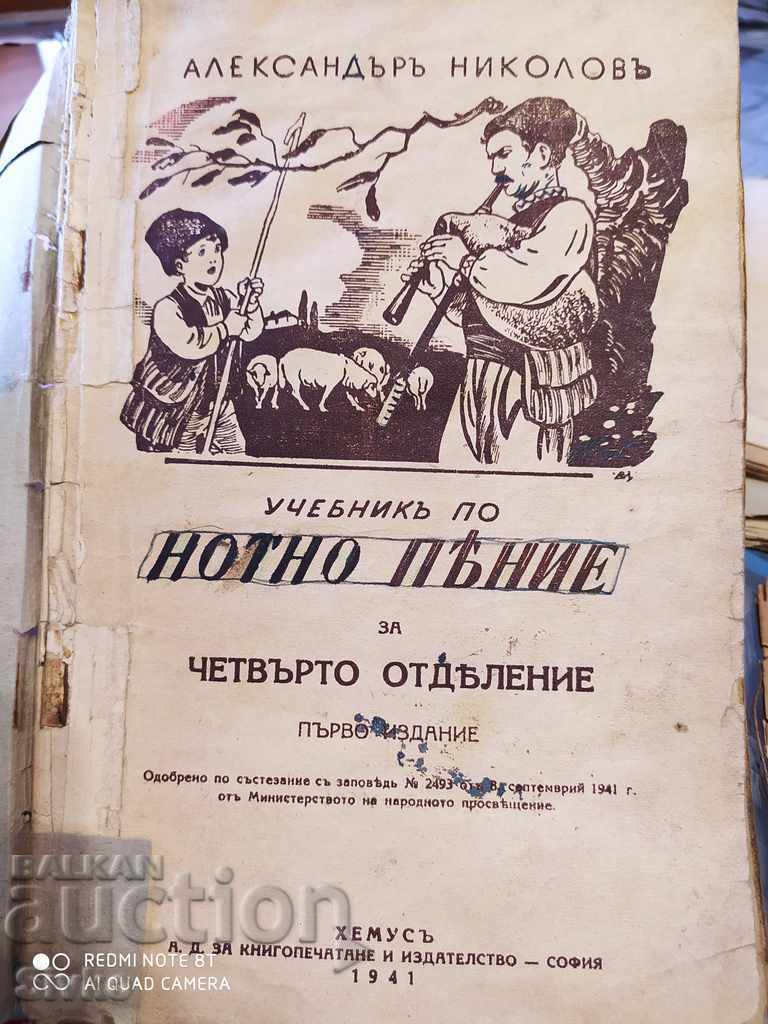 АЛЕКСАНДЪРЪ НИКОЛОВЪ
УЧЕБНИКЪ ПО
НОТНО ПѢНИЕ
ЗА
ЧЕТВЪРТО ОТДѢЛЕНИЕ
ПЪРВО ИЗДАНИЕ
Одобрено по състезание съ заповѣдь № 2493 отъ 8 септемврий 1941 г.
отъ Министерството на народното просвѣщение.
ХЕМУСЪ
А. Д. ЗА КНИГОПЕЧАТАНЕ И ИЗДАТЕЛСТВО — СОФИЯ
1941
BALKAN
auction
REDMI NOTE 8T
AI QUAD CAMERA